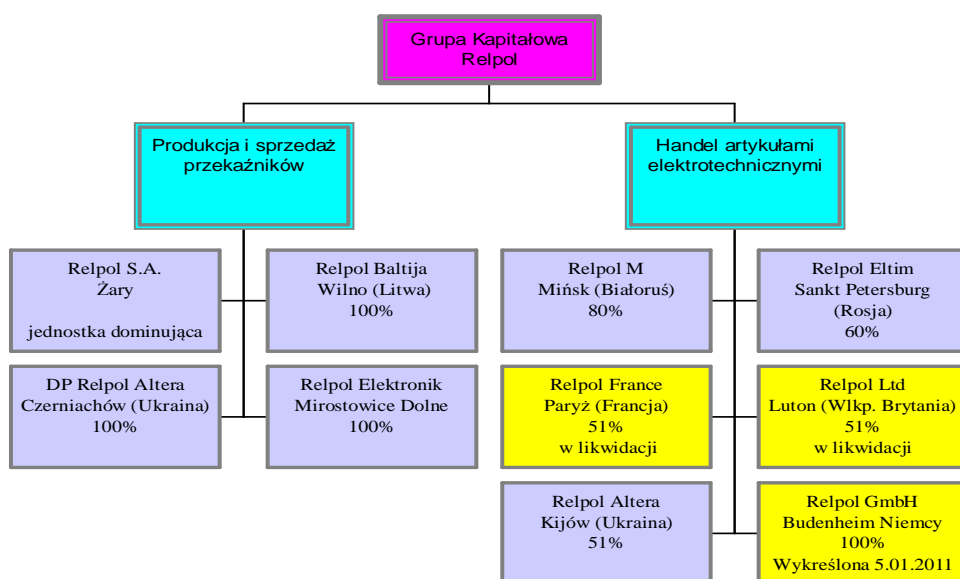 Grupa Kapitałowa
Relpol
Produkcja i sprzedaż
przekaźników
Handel artykułami
elektrotechnicznymi
Relpol S.A.
Żary
jednostka dominująca
Relpol Baltija
Wilno (Litwa)
100%
Relpol M
Mińsk (Białoruś)
80%
Relpol Eltim
Sankt Petersburg
(Rosja)
60%
DP Relpol Altera
Czerniachów (Ukraina)
100%
Relpol Elektronik
Mirostowice Dolne
100%
Relpol France
Paryż (Francja)
51%
w likwidacji
Relpol Ltd
Luton (Wlkp. Brytania)
51%
w likwidacji
Relpol Altera
Kijów (Ukraina)
51%
Relpol GmbH
Budenheim Niemcy
100%
Wykreślona 5.01.2011